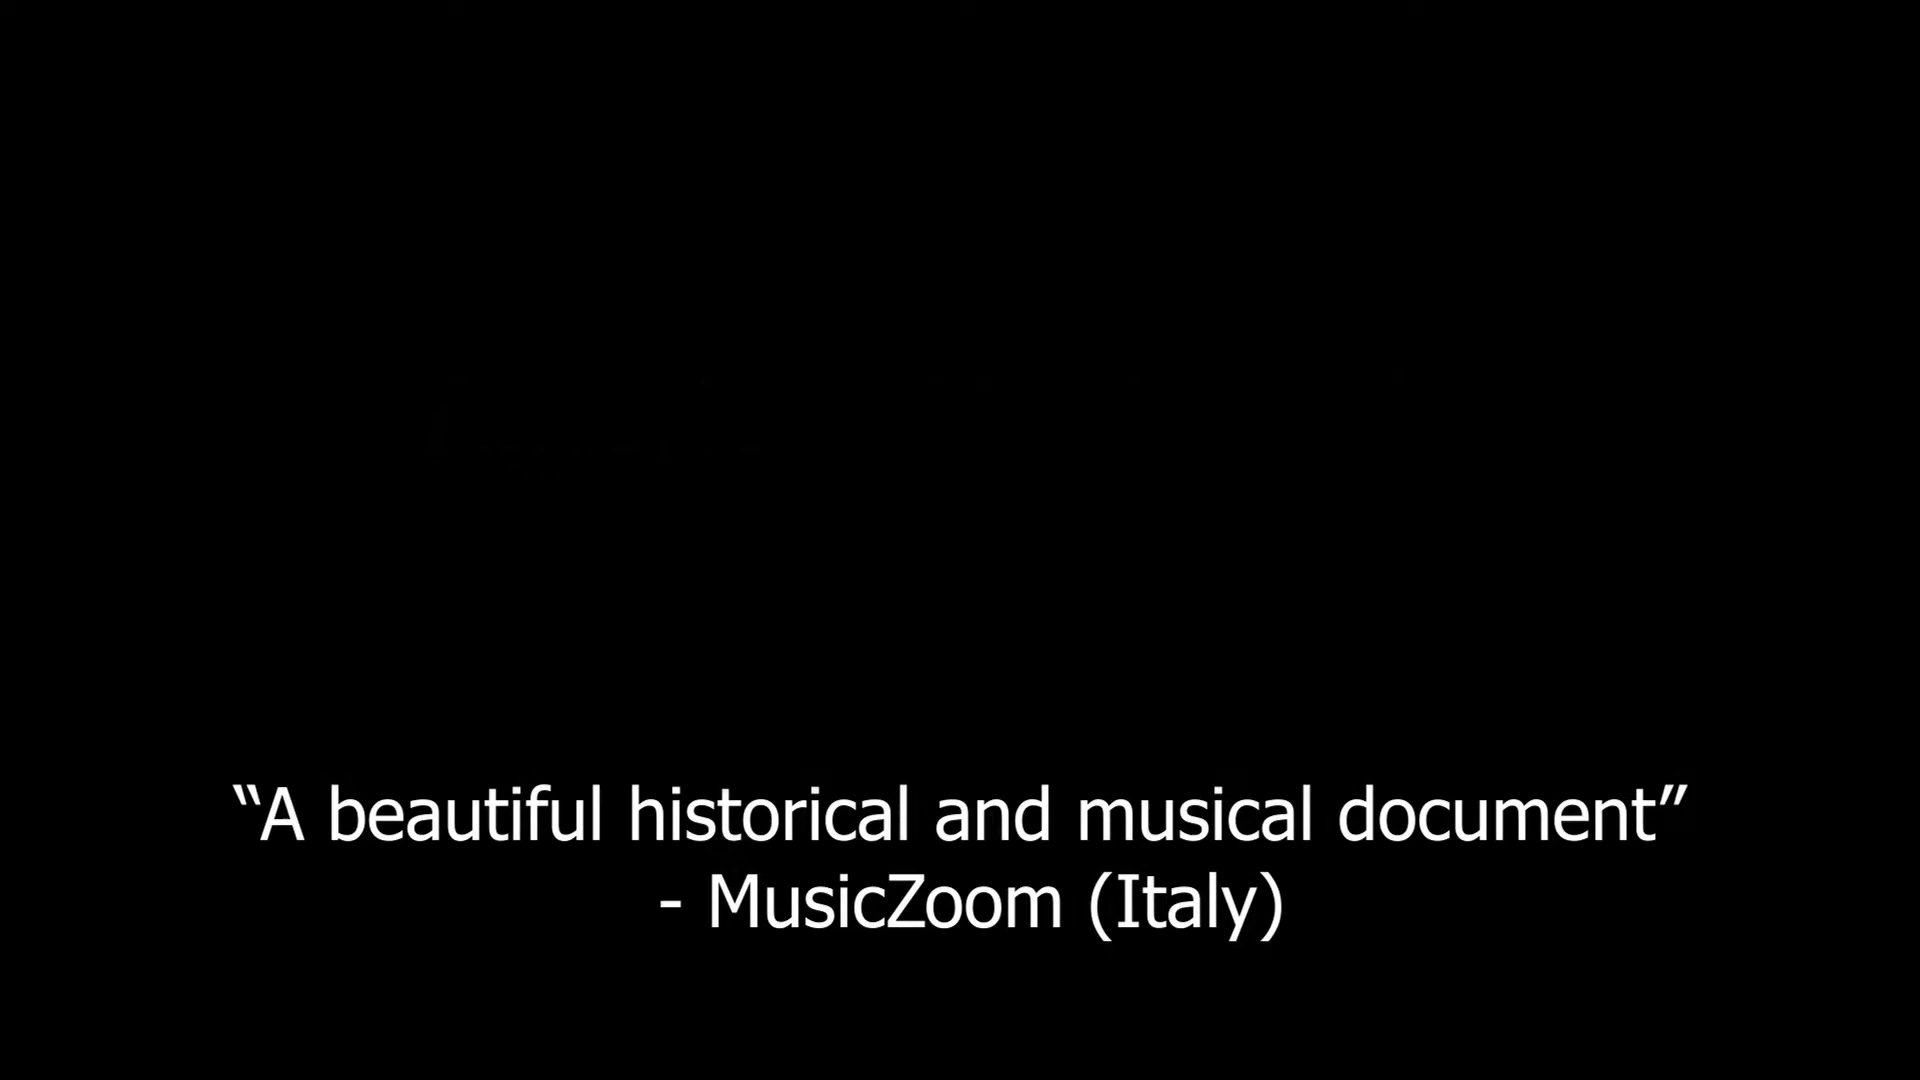 “A beautiful historical and musical document”
- MusicZoom (Italy)